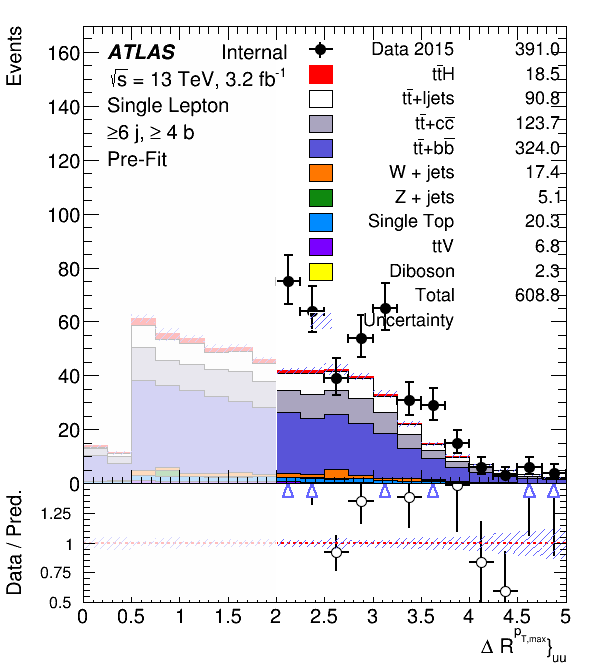 Events
160
140
120
100
80
60
40
20
0
ATLAS Internal
√s = 13 TeV, 3.2 fb⁻¹
Single Lepton
≥6 j, ≥ 4 b
Pre-Fit
Data 2015 391.0
tt̄H 18.5
tt̄+ljets 90.8
tt̄+cc̄ 123.7
tt̄+bb̄ 324.0
W + jets 17.4
Z + jets 5.1
Single Top 20.3
ttV 6.8
Diboson 2.3
Total 608.8
Uncertainty
Data / Pred.
1.25
1
0.75
0.5
0 0.5 1 1.5 2 2.5 3 3.5 4 4.5 5
Δ R^{p_{T,max}}}_{uu}